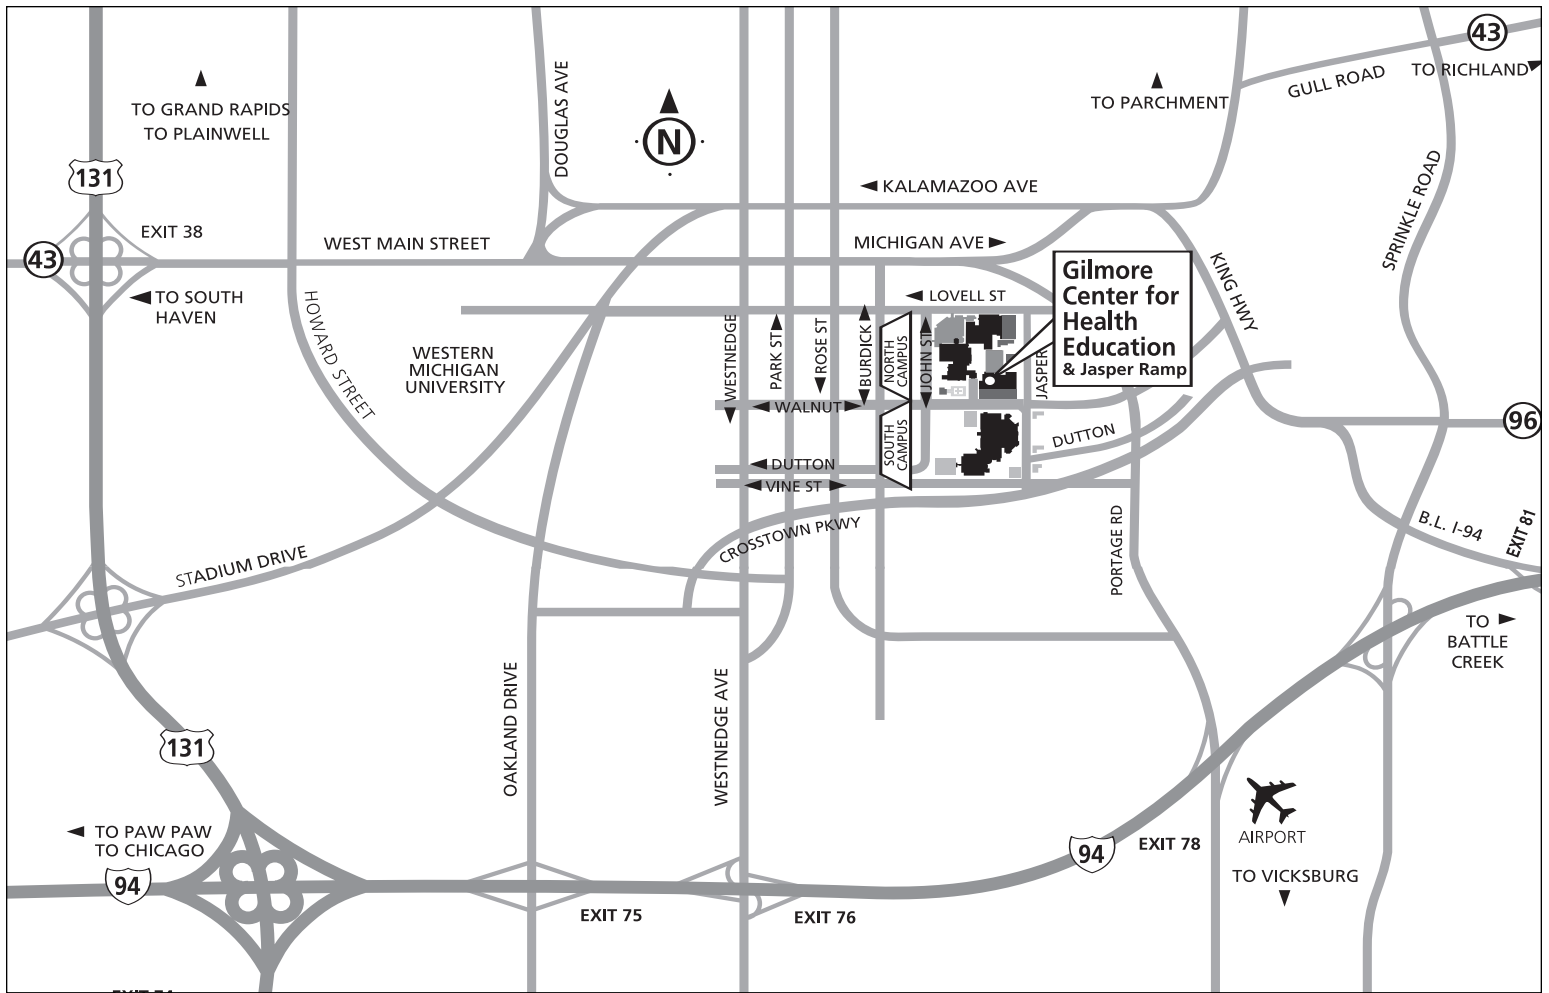 43
TO RICHLAND
GULL ROAD
TO PARCHMENT
TO GRAND RAPIDS
TO PLAINWELL
DOUGLAS AVE
N
131
KALAMAZOO AVE
EXIT 38
WEST MAIN STREET
MICHIGAN AVE
43
SPRINKLE ROAD
KING HWY
Gilmore
Center for
Health
Education
& Jasper Ramp
TO SOUTH
HAVEN
LOVELL ST
HOWARD STREET
WESTERN
MICHIGAN
UNIVERSITY
WESTNEDGE
PARK ST
ROSE ST
BURDICK
NORTH
CAMPUS
JOHN ST
JASPER
WALNUT
96
SOUTH
CAMPUS
DUTTON
DUTTON
VINE ST
CROSSTOWN PKWY
PORTAGE RD
B.L. I-94
EXIT 81
STADIUM DRIVE
TO
BATTLE
CREEK
OAKLAND DRIVE
WESTNEDGE AVE
131
TO PAW PAW
TO CHICAGO
94
AIRPORT
EXIT 78
94
TO VICKSBURG
EXIT 75
EXIT 76